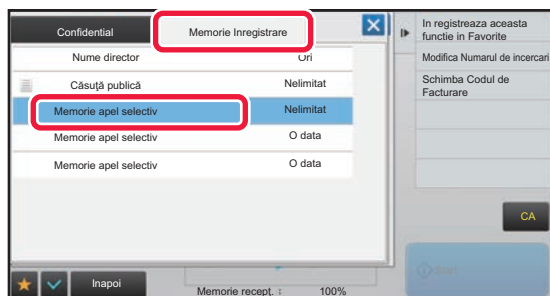 Confidential
Memorie Inregistrare
Nume director Ori
Căsuţă publică Nelimitat
Memorie apel selectiv Nelimitat
Memorie apel selectiv O data
Memorie apel selectiv O data
In registreaza aceasta
functie in Favorite
Modifica Numarul de incercari
Schimba Codul de
Facturare
CA
Start
Inapoi
Memorie recept. : 100%